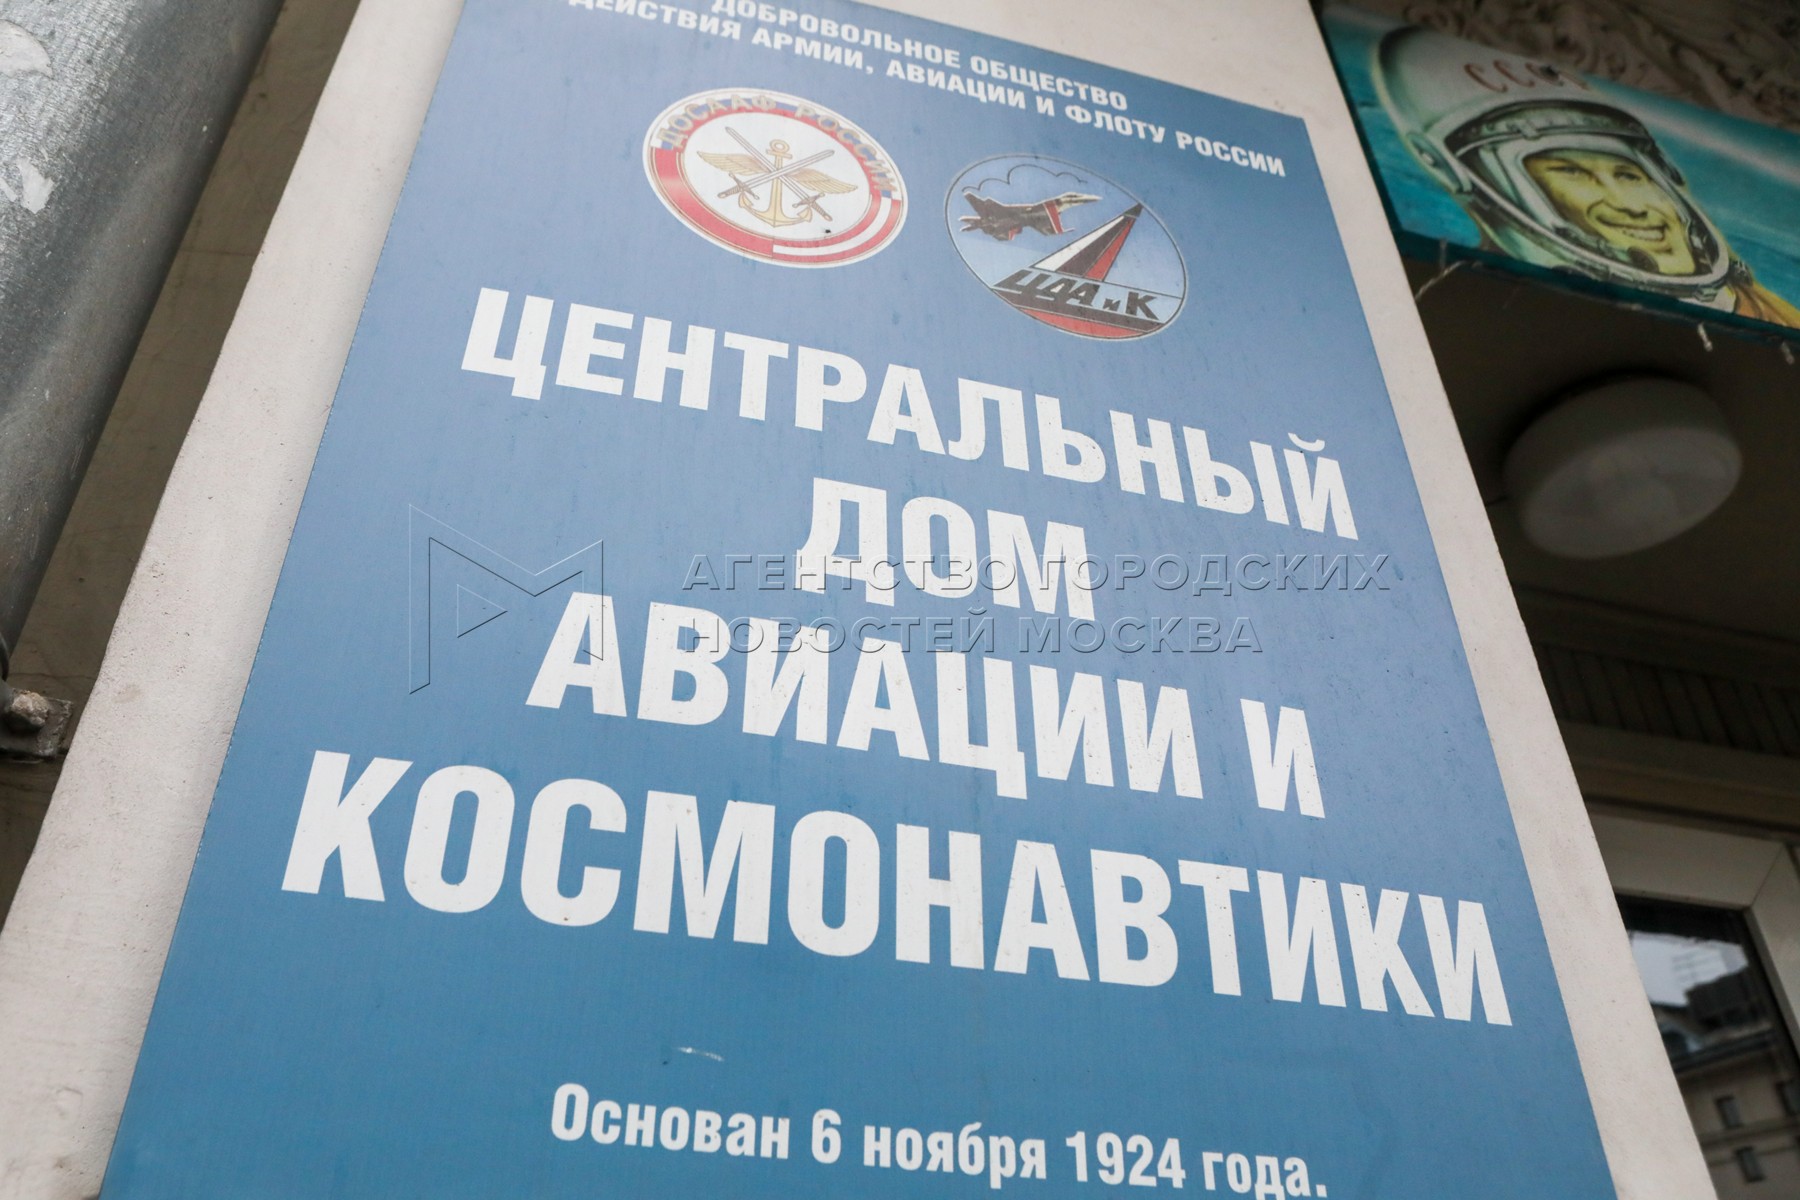 ДОБРОВОЛЬНОЕ ОБЩЕСТВО
ДЕЙСТВИЯ АРМИИ, АВИАЦИИ И ФЛОТУ РОССИИ
ДОСААФ РОССИИ
ЦДА и К
СССР
ЦЕНТРАЛЬНЫЙ
ДОМ
АВИАЦИИ И
КОСМОНАВТИКИ
АГЕНТСТВО ГОРОДСКИХ
НОВОСТЕЙ МОСКВА
Основан 6 ноября 1924 года.